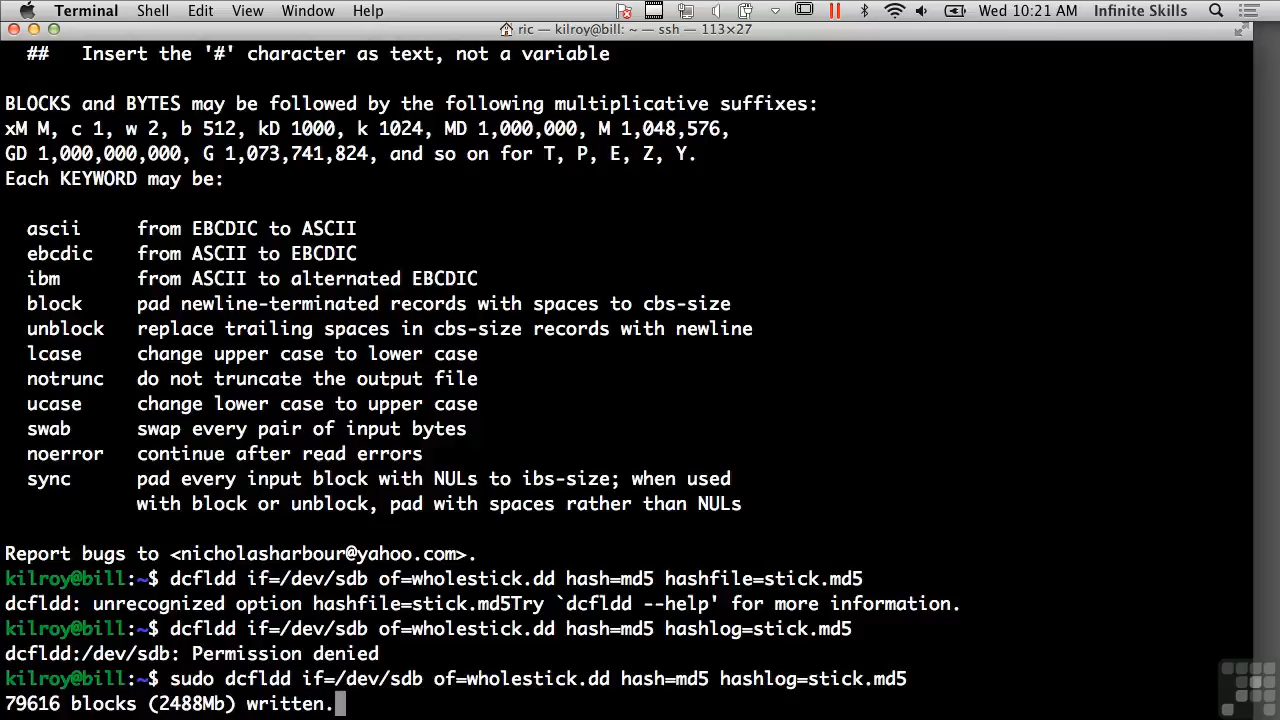 Terminal Shell Edit View Window Help Wed 10:21 AM Infinite Skills
ric — kilroy@bill: ~ — ssh — 113×27
## Insert the '#' character as text, not a variable
BLOCKS and BYTES may be followed by the following multiplicative suffixes:
xM M, c 1, w 2, b 512, kD 1000, k 1024, MD 1,000,000, M 1,048,576,
GD 1,000,000,000, G 1,073,741,824, and so on for T, P, E, Z, Y.
Each KEYWORD may be:
ascii from EBCDIC to ASCII
ebcdic from ASCII to EBCDIC
ibm from ASCII to alternated EBCDIC
block pad newline-terminated records with spaces to cbs-size
unblock replace trailing spaces in cbs-size records with newline
lcase change upper case to lower case
notrunc do not truncate the output file
ucase change lower case to upper case
swab swap every pair of input bytes
noerror continue after read errors
sync pad every input block with NULs to ibs-size; when used
with block or unblock, pad with spaces rather than NULs
Report bugs to <nicholasharbour@yahoo.com>.
kilroy@bill:~$ dcfldd if=/dev/sdb of=wholestick.dd hash=md5 hashfile=stick.md5
dcfldd: unrecognized option hashfile=stick.md5Try `dcfldd --help' for more information.
kilroy@bill:~$ dcfldd if=/dev/sdb of=wholestick.dd hash=md5 hashlog=stick.md5
dcfldd:/dev/sdb: Permission denied
kilroy@bill:~$ sudo dcfldd if=/dev/sdb of=wholestick.dd hash=md5 hashlog=stick.md5
79616 blocks (2488Mb) written.